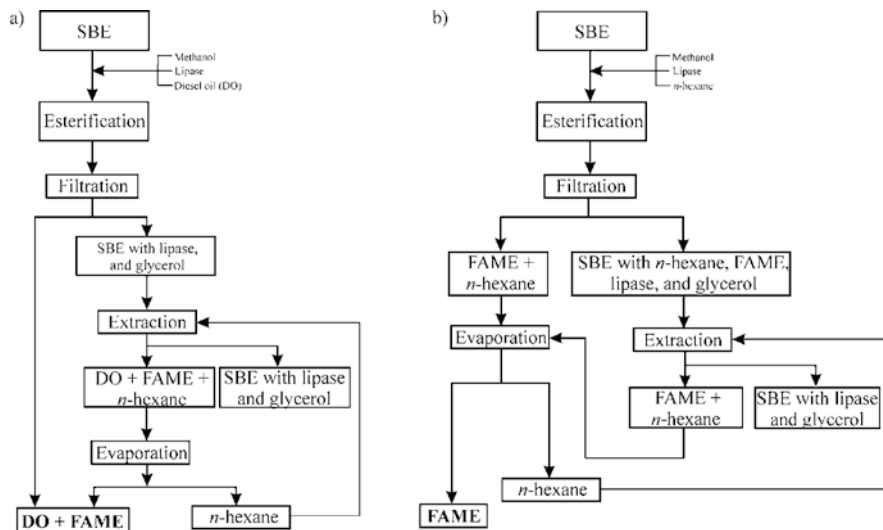 a)
SBE
Methanol
Lipase
Diesel oil (DO)
Esterification
Filtration
SBE with lipase,
and glycerol
Extraction
DO + FAME +
n-hexane
SBE with lipase
and glycerol
Evaporation
DO + FAME
n-hexane
b)
SBE
Methanol
Lipase
n-hexane
Esterification
Filtration
FAME +
n-hexane
SBE with n-hexane, FAME,
lipase, and glycerol
Evaporation
Extraction
FAME +
n-hexane
SBE with lipase
and glycerol
n-hexane
FAME